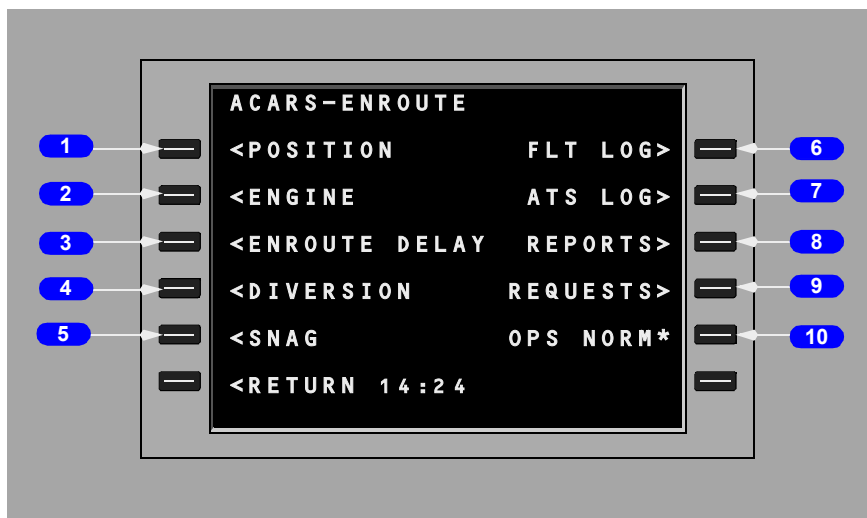 ACARS-ENROUTE
1 <POSITION FLT LOG> 6
2 <ENGINE ATS LOG> 7
3 <ENROUTE DELAY REPORTS> 8
4 <DIVERSION REQUESTS> 9
5 <SNAG OPS NORM* 10
<RETURN 14:24